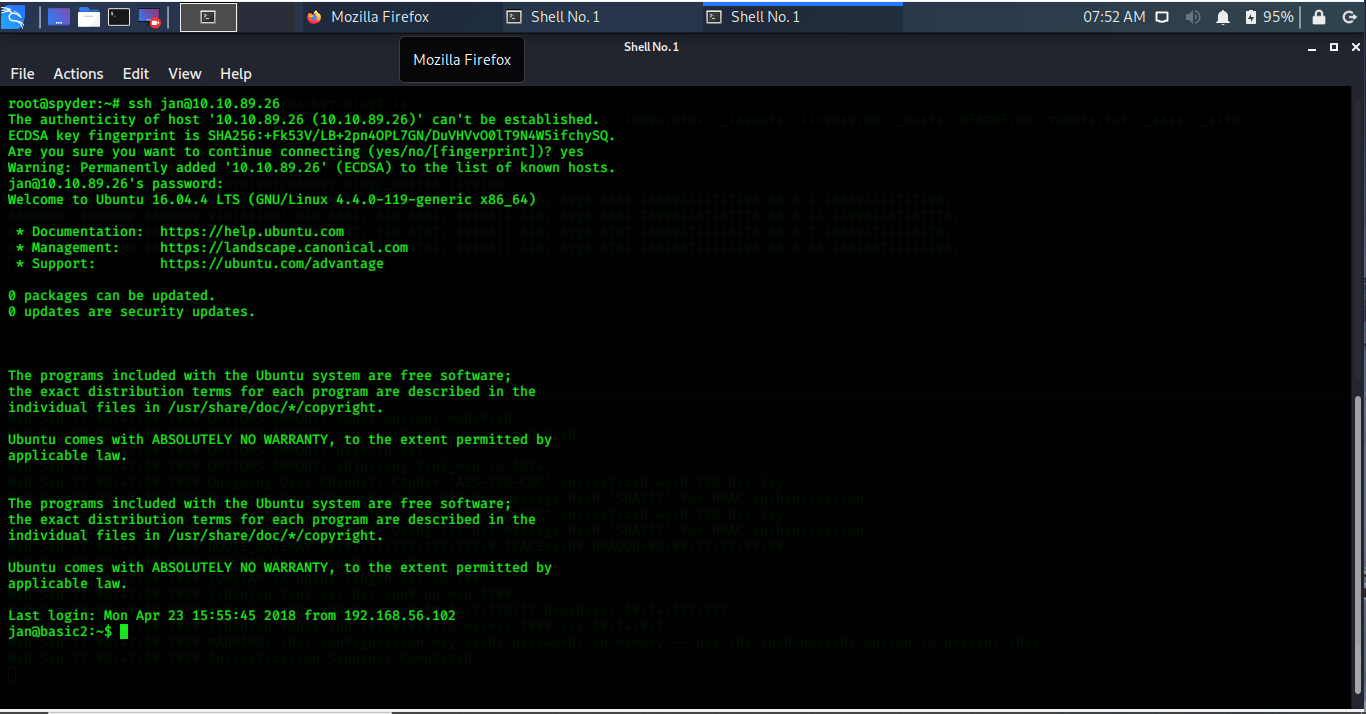 Mozilla Firefox
Shell No. 1
Shell No. 1
07:52 AM
95%
Shell No. 1
Mozilla Firefox
File Actions Edit View Help
root@spyder:~# ssh jan@10.10.89.26
The authenticity of host '10.10.89.26 (10.10.89.26)' can't be established.
ECDSA key fingerprint is SHA256:+Fk53V/LB+2pn4OPL7GN/DuVHVvO0lT9N4W5ifchySQ.
Are you sure you want to continue connecting (yes/no/[fingerprint])? yes
Warning: Permanently added '10.10.89.26' (ECDSA) to the list of known hosts.
jan@10.10.89.26's password:
Welcome to Ubuntu 16.04.4 LTS (GNU/Linux 4.4.0-119-generic x86_64)
* Documentation: https://help.ubuntu.com
* Management: https://landscape.canonical.com
* Support: https://ubuntu.com/advantage
0 packages can be updated.
0 updates are security updates.
The programs included with the Ubuntu system are free software;
the exact distribution terms for each program are described in the
individual files in /usr/share/doc/*/copyright.
Ubuntu comes with ABSOLUTELY NO WARRANTY, to the extent permitted by
applicable law.
The programs included with the Ubuntu system are free software;
the exact distribution terms for each program are described in the
individual files in /usr/share/doc/*/copyright.
Ubuntu comes with ABSOLUTELY NO WARRANTY, to the extent permitted by
applicable law.
Last login: Mon Apr 23 15:55:45 2018 from 192.168.56.102
jan@basic2:~$